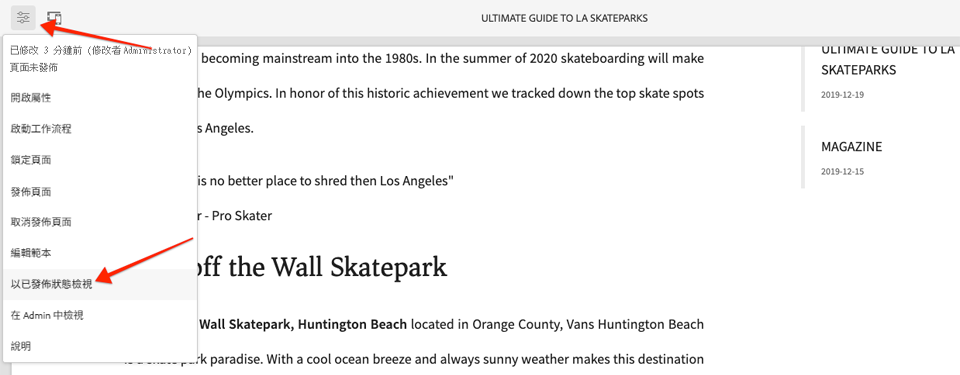 ULTIMATE GUIDE TO LA SKATEPARKS
已修改 3 分鐘前 (修改者 Administrator)
頁面未發佈
開啟屬性
啟動工作流程
鎖定頁面
發佈頁面
取消發佈頁面
編輯範本
以已發佈狀態檢視
在 Admin 中檢視
說明
becoming mainstream into the 1980s. In the summer of 2020 skateboarding will make
he Olympics. In honor of this historic achievement we tracked down the top skate spots
s Angeles.
is no better place to shred then Los Angeles"
r - Pro Skater
off the Wall Skatepark
Wall Skatepark, Huntington Beach located in Orange County, Vans Huntington Beach
is a skate park paradise. With a cool ocean breeze and always sunny weather makes this destination
ULTIMATE GUIDE TO LA
SKATEPARKS
2019-12-19
MAGAZINE
2019-12-15